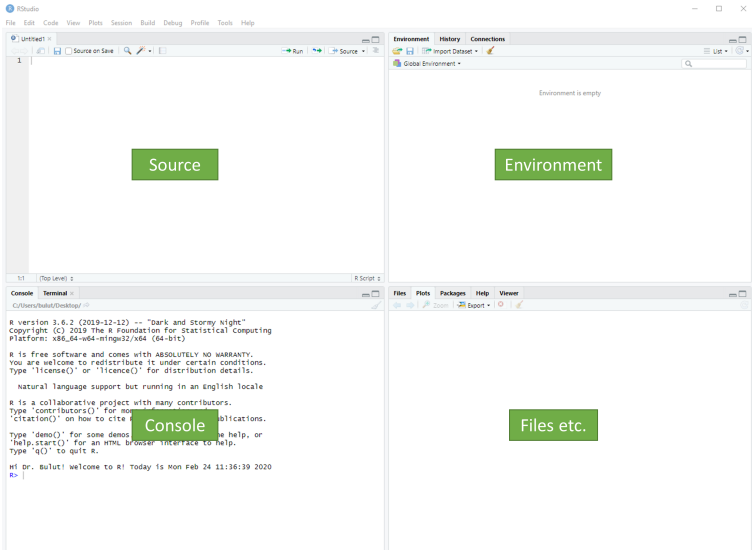 RStudio
File Edit Code View Plots Session Build Debug Profile Tools Help
Untitled1
Source on Save Run Source
1
Source
1:1 (Top Level) R Script
Environment History Connections
Import Dataset List
Global Environment
Environment is empty
Environment
Console Terminal
C:/Users/bulut/Desktop/
R version 3.6.2 (2019-12-12) -- "Dark and Stormy Night"
Copyright (C) 2019 The R Foundation for Statistical Computing
Platform: x86_64-w64-mingw32/x64 (64-bit)
R is free software and comes with ABSOLUTELY NO WARRANTY.
You are welcome to redistribute it under certain conditions.
Type 'license()' or 'licence()' for distribution details.
Natural language support but running in an English locale
R is a collaborative project with many contributors.
Type 'contributors()' for
'citation()' on how to cite
Type 'demo()' for some demos, help, or
'help.start()' for an HTML browser interface to help.
Type 'q()' to quit R.
Hi Dr. Bulut! Welcome to R! Today is Mon Feb 24 11:36:39 2020
R>
Console
Files Plots Packages Help Viewer
Zoom Export
Files etc.